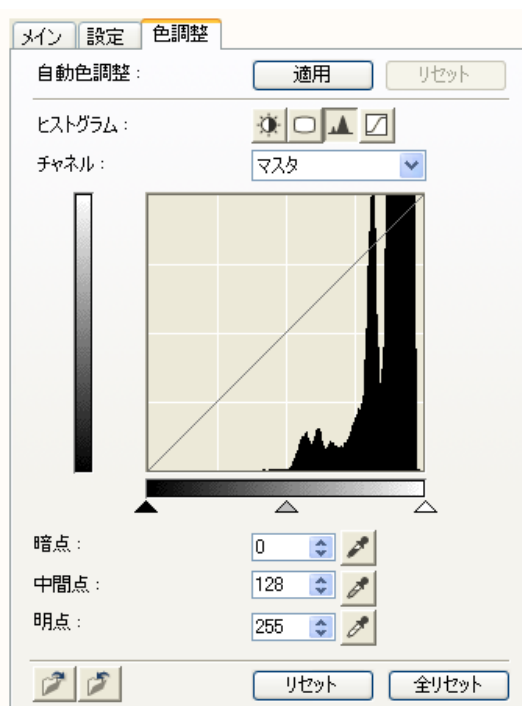 メイン 設定 色調整
自動色調整： 適用 リセット
ヒストグラム：
チャネル： マスタ
暗点： 0
中間点： 128
明点： 255
リセット 全リセット